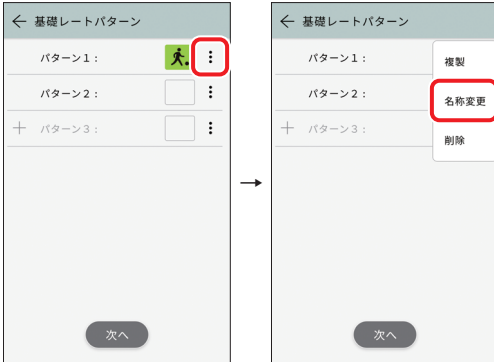 ← 基礎レートパターン
パターン1：
パターン2：
＋ パターン3：
次へ
→
← 基礎レートパターン
パターン1：
パターン2：
＋ パターン3：
複製
名称変更
削除
次へ